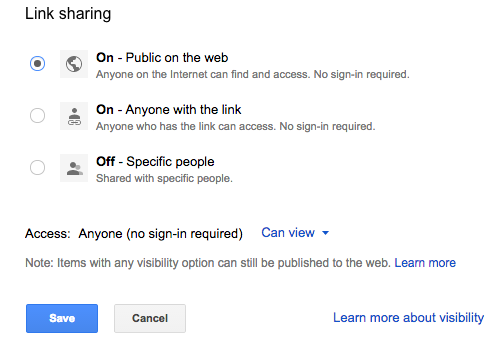 Link sharing
On - Public on the web
Anyone on the Internet can find and access. No sign-in required.
On - Anyone with the link
Anyone who has the link can access. No sign-in required.
Off - Specific people
Shared with specific people.
Access: Anyone (no sign-in required) Can view
Note: Items with any visibility option can still be published to the web. Learn more
Save Cancel Learn more about visibility